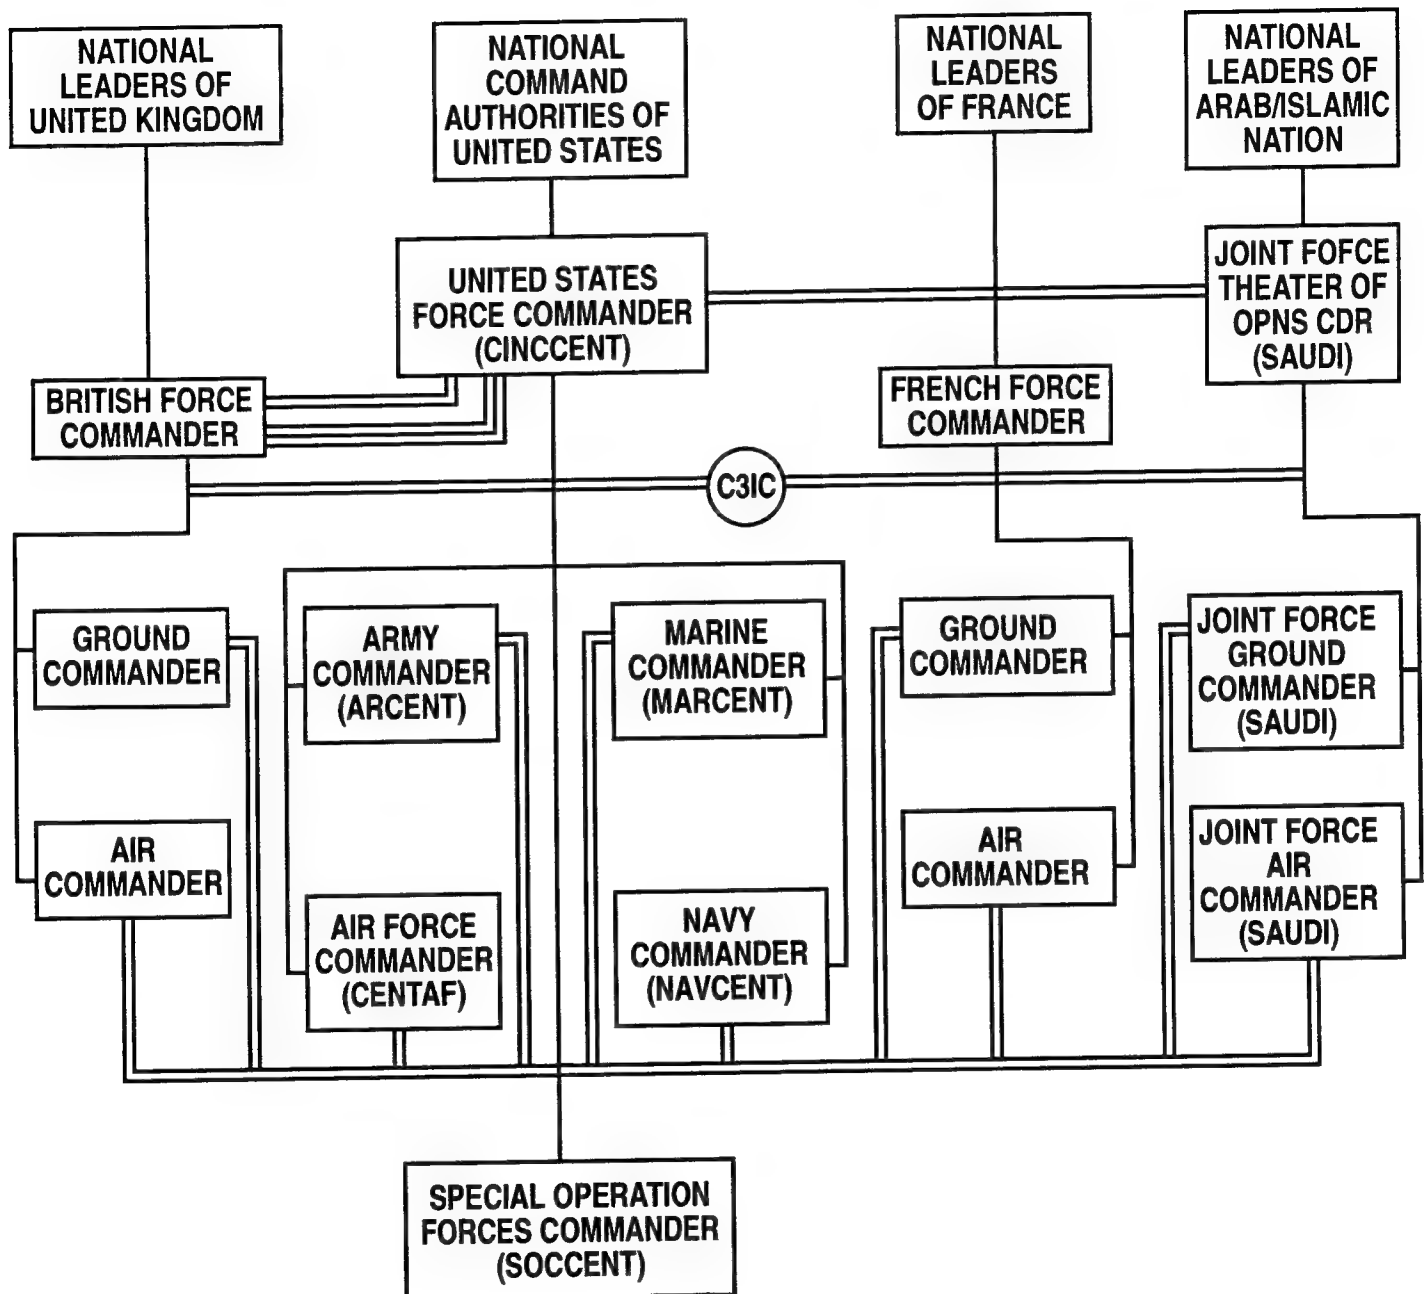 NATIONAL
LEADERS OF
UNITED KINGDOM
NATIONAL
COMMAND
AUTHORITIES OF
UNITED STATES
NATIONAL
LEADERS
OF FRANCE
NATIONAL
LEADERS OF
ARAB/ISLAMIC
NATION
UNITED STATES
FORCE COMMANDER
(CINCCENT)
JOINT FOFCE
THEATER OF
OPNS CDR
(SAUDI)
BRITISH FORCE
COMMANDER
FRENCH FORCE
COMMANDER
C3IC
GROUND
COMMANDER
ARMY
COMMANDER
(ARCENT)
MARINE
COMMANDER
(MARCENT)
GROUND
COMMANDER
JOINT FORCE
GROUND
COMMANDER
(SAUDI)
AIR
COMMANDER
AIR FORCE
COMMANDER
(CENTAF)
NAVY
COMMANDER
(NAVCENT)
AIR
COMMANDER
JOINT FORCE
AIR
COMMANDER
(SAUDI)
SPECIAL OPERATION
FORCES COMMANDER
(SOCCENT)